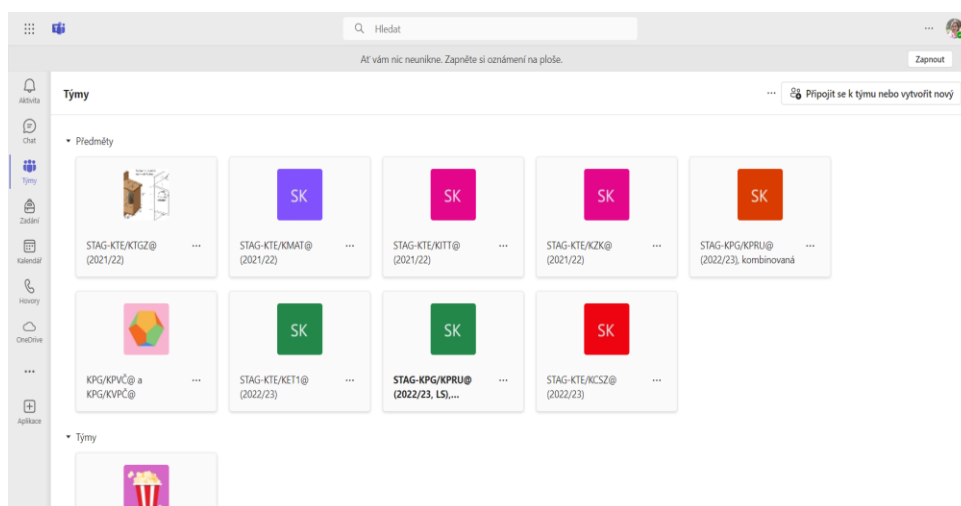 Hledat
Ať vám nic neunikne. Zapněte si oznámení na ploše.
Zapnout
Aktivita
Chat
Týmy
Zadání
Kalendář
Hovory
OneDrive
Aplikace
Týmy
Připojit se k týmu nebo vytvořit nový
Předměty
STAG-KTE/KTGZ@
(2021/22)
SK
STAG-KTE/KMAT@
(2021/22)
SK
STAG-KTE/KITT@
(2021/22)
SK
STAG-KTE/KZK@
(2021/22)
SK
STAG-KPG/KPRU@
(2022/23), kombinovaná
KPG/KPVČ@ a
KPG/KVPČ@
SK
STAG-KTE/KET1@
(2022/23)
SK
STAG-KPG/KPRU@
(2022/23, LS),...
SK
STAG-KTE/KCSZ@
(2022/23)
Týmy